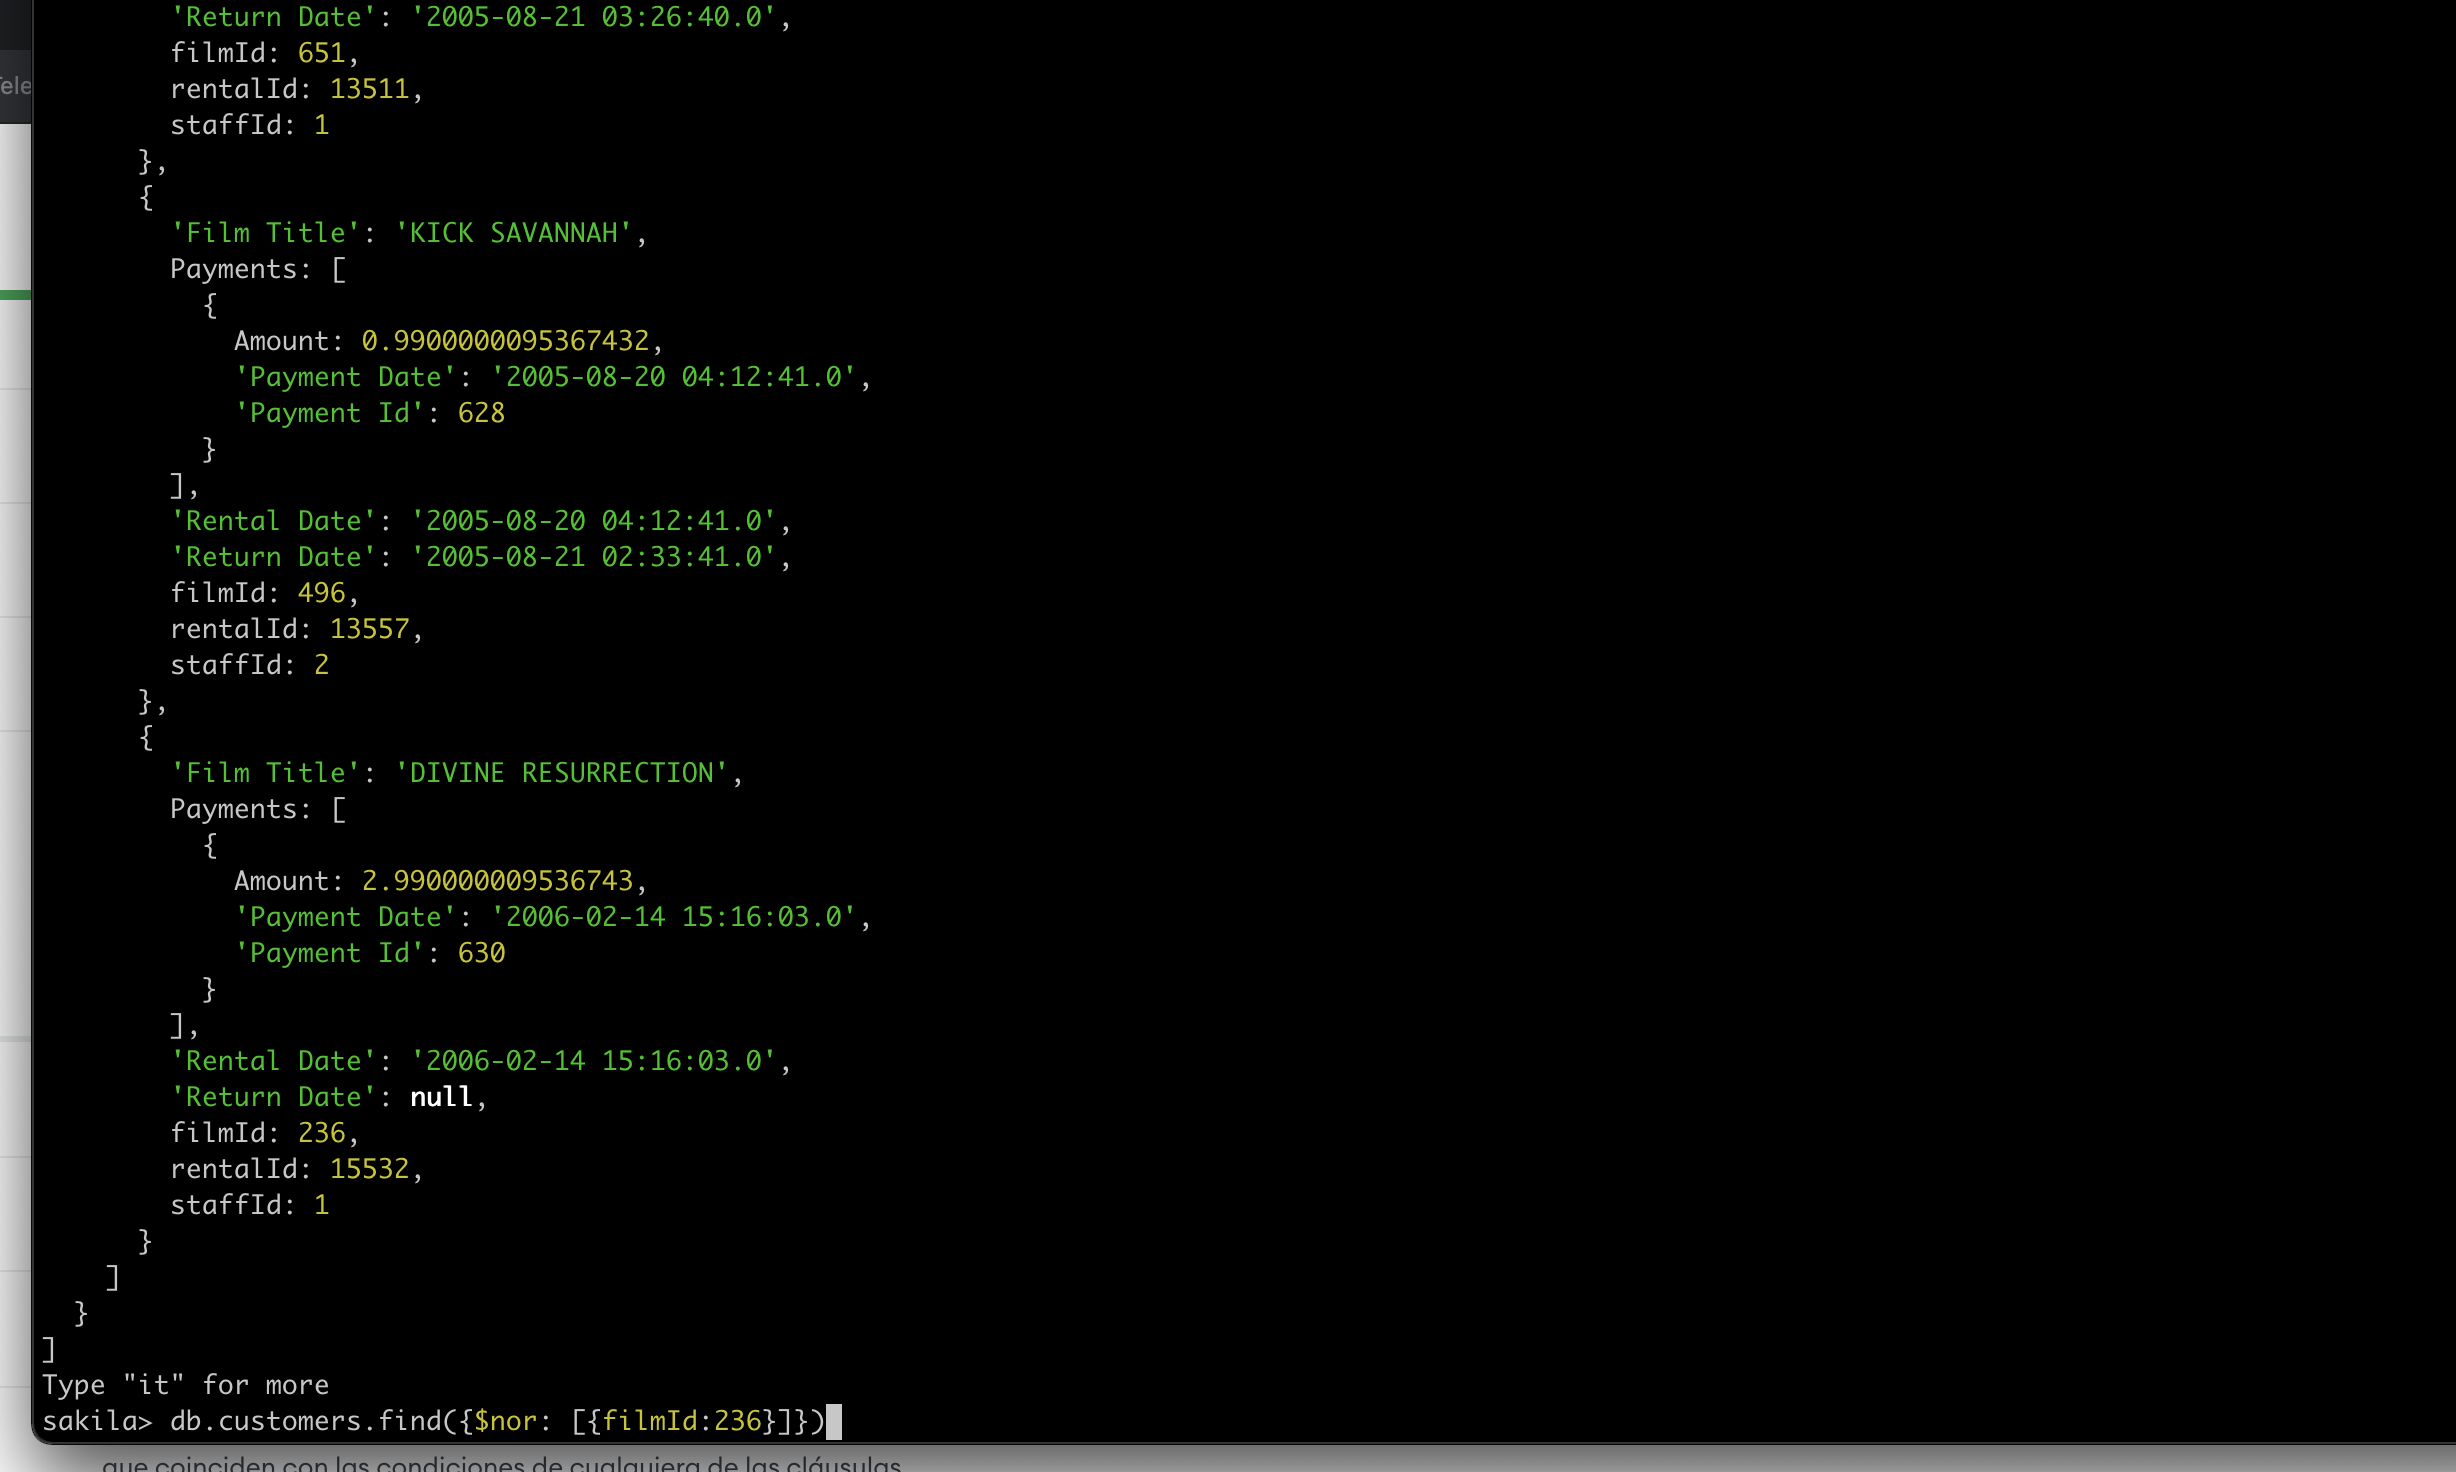 'Return Date': '2005-08-21 03:26:40.0',
filmId: 651,
rentalId: 13511,
staffId: 1
},
{
'Film Title': 'KICK SAVANNAH',
Payments: [
{
Amount: 0.9900000095367432,
'Payment Date': '2005-08-20 04:12:41.0',
'Payment Id': 628
}
],
'Rental Date': '2005-08-20 04:12:41.0',
'Return Date': '2005-08-21 02:33:41.0',
filmId: 496,
rentalId: 13557,
staffId: 2
},
{
'Film Title': 'DIVINE RESURRECTION',
Payments: [
{
Amount: 2.990000009536743,
'Payment Date': '2006-02-14 15:16:03.0',
'Payment Id': 630
}
],
'Rental Date': '2006-02-14 15:16:03.0',
'Return Date': null,
filmId: 236,
rentalId: 15532,
staffId: 1
}
]
}
]
Type "it" for more
sakila> db.customers.find({$nor: [{filmId:236}]})
que coinciden con las condiciones de cualquiera de las cláusulas